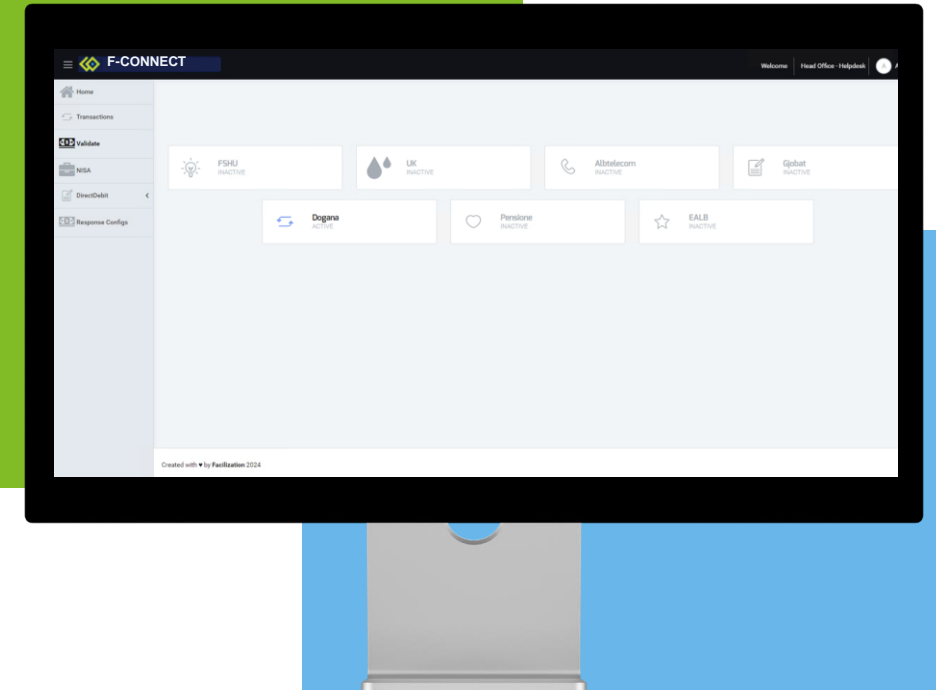 F-CONNECT
Welcome
Head Office - Helpdesk
A
Home
Transactions
Validate
NISA
DirectDebit
Response Configs
FSHU
INACTIVE
UK
INACTIVE
Albtelecom
INACTIVE
Gjobat
INACTIVE
Dogana
ACTIVE
Pensione
INACTIVE
EALB
INACTIVE
Created with ♥ by Facilization 2024